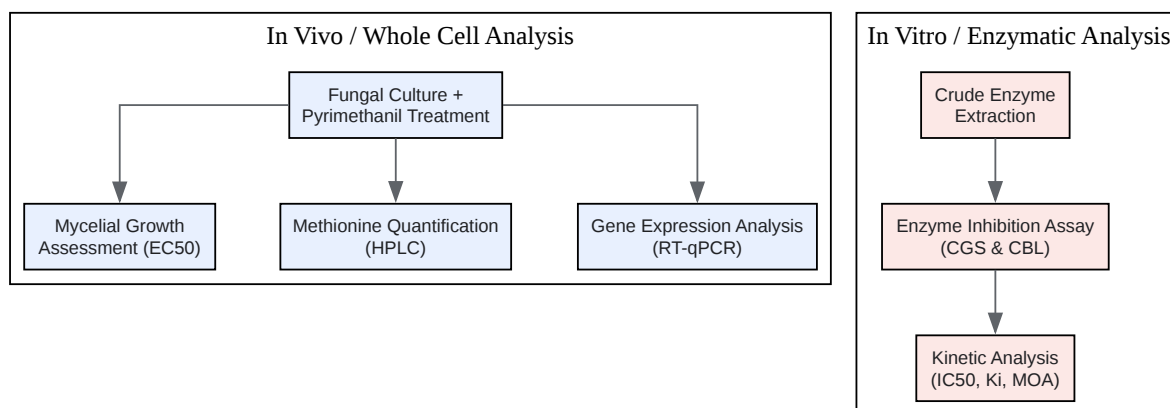 In Vivo / Whole Cell Analysis
Fungal Culture +
Pyrimethanil Treatment
Mycelial Growth
Assessment (EC50)
Methionine Quantification
(HPLC)
Gene Expression Analysis
(RT-qPCR)
In Vitro / Enzymatic Analysis
Crude Enzyme
Extraction
Enzyme Inhibition Assay
(CGS & CBL)
Kinetic Analysis
(IC50, Ki, MOA)